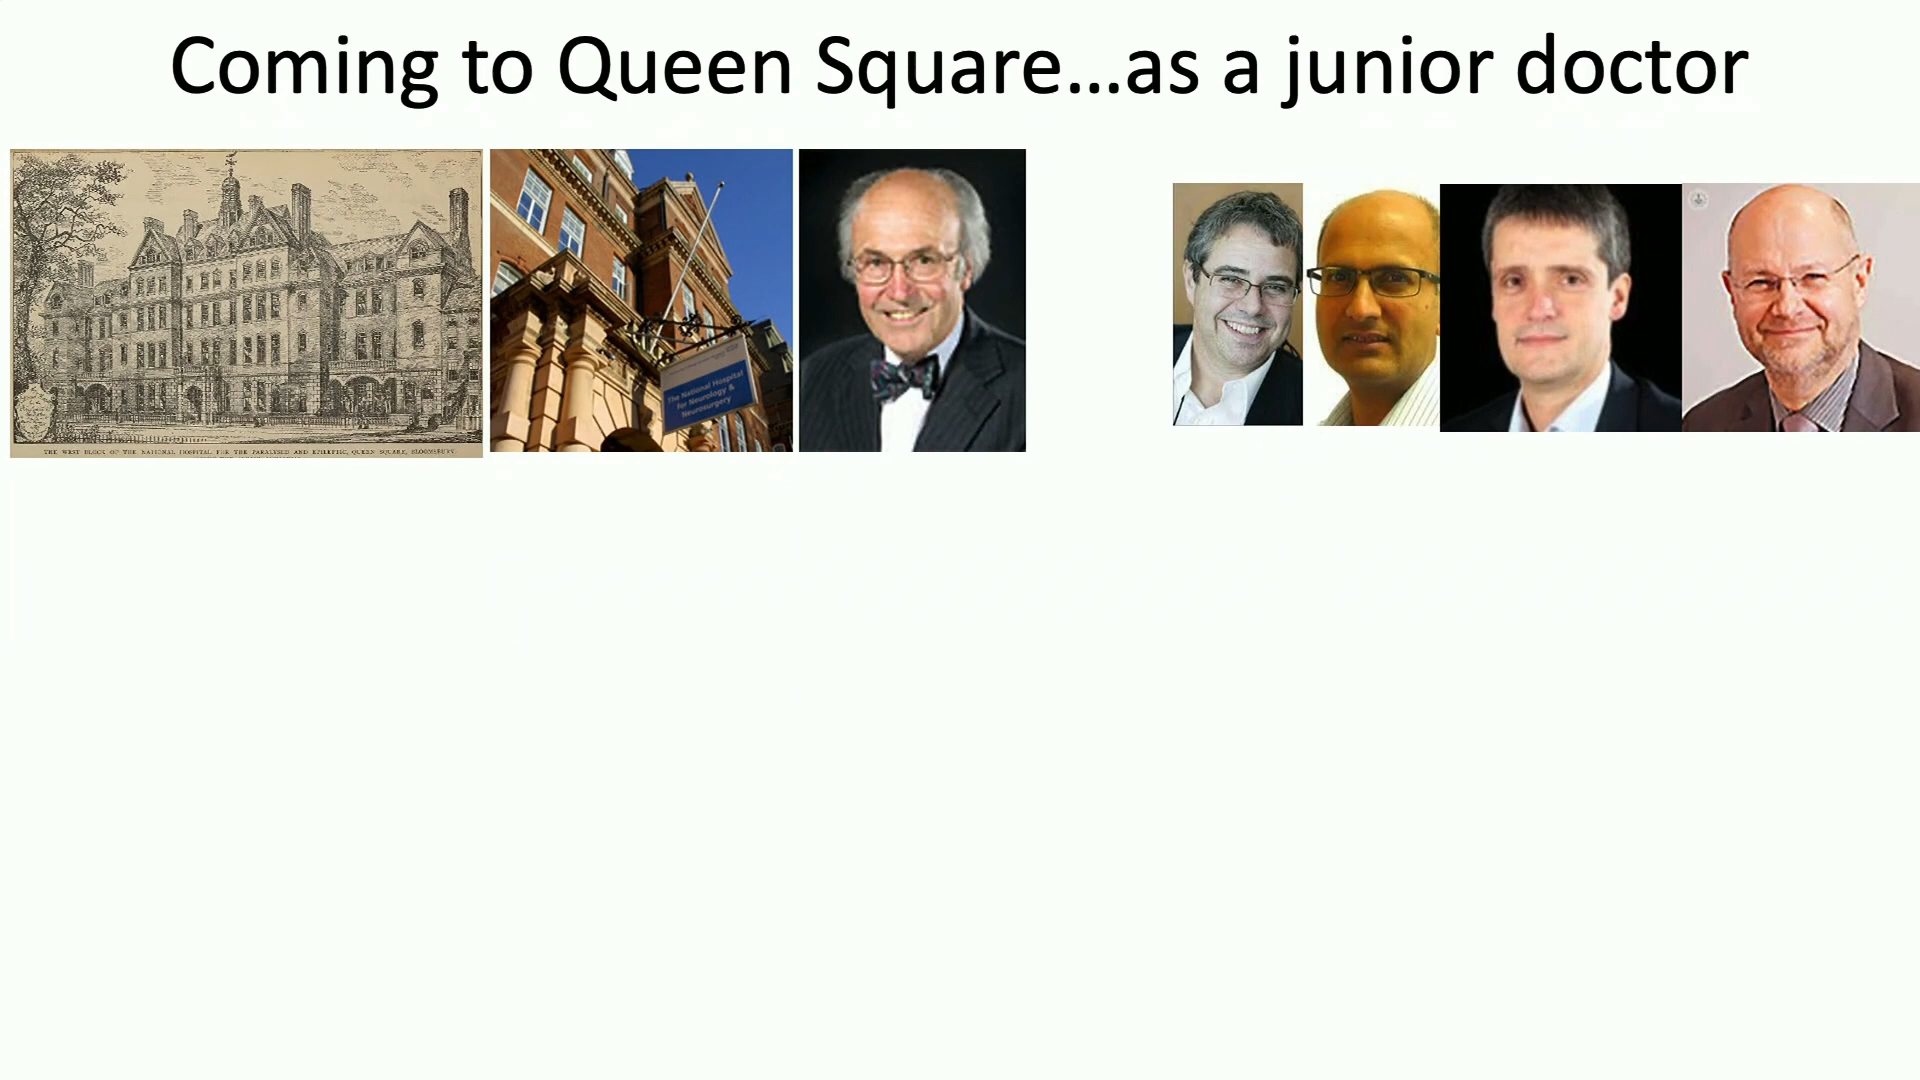 Coming to Queen Square...as a junior doctor
THE WEST BLOCK OF THE NATIONAL HOSPITAL FOR THE PARALYSED AND EPILEPTIC, QUEEN SQUARE, BLOOMSBURY.
The National Hospital
for Neurology &
Neurosurgery